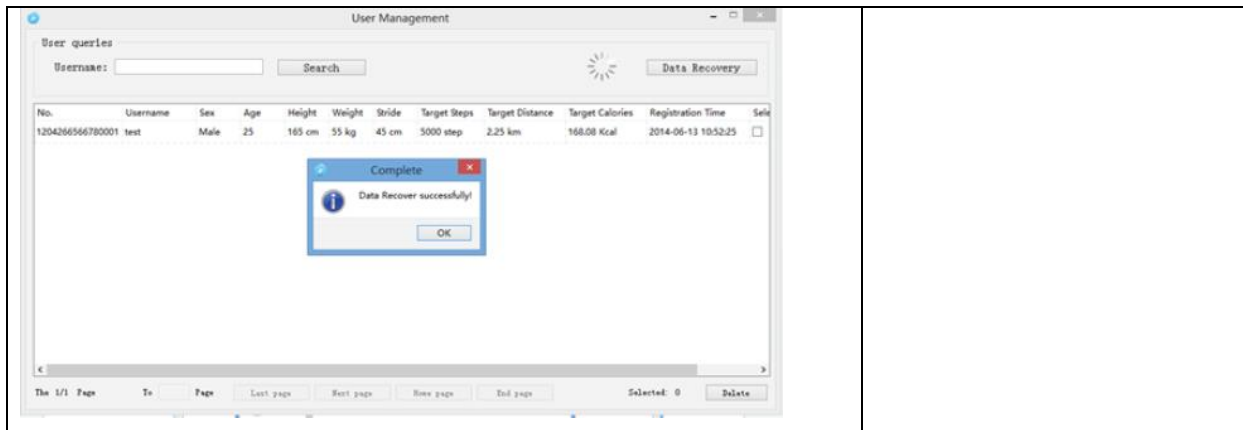 User Management
User queries
Username: Search Data Recovery
No. Username Sex Age Height Weight Stride Target Steps Target Distance Target Calories Registration Time Sele
1204266566780001 test Male 25 165 cm 55 kg 45 cm 5000 step 2.25 km 168.08 Kcal 2014-06-13 10:52:25
Complete
Data Recover successfully!
OK
The 1/1 Page To Page Last page Next page Home page End page Selected: 0 Delete